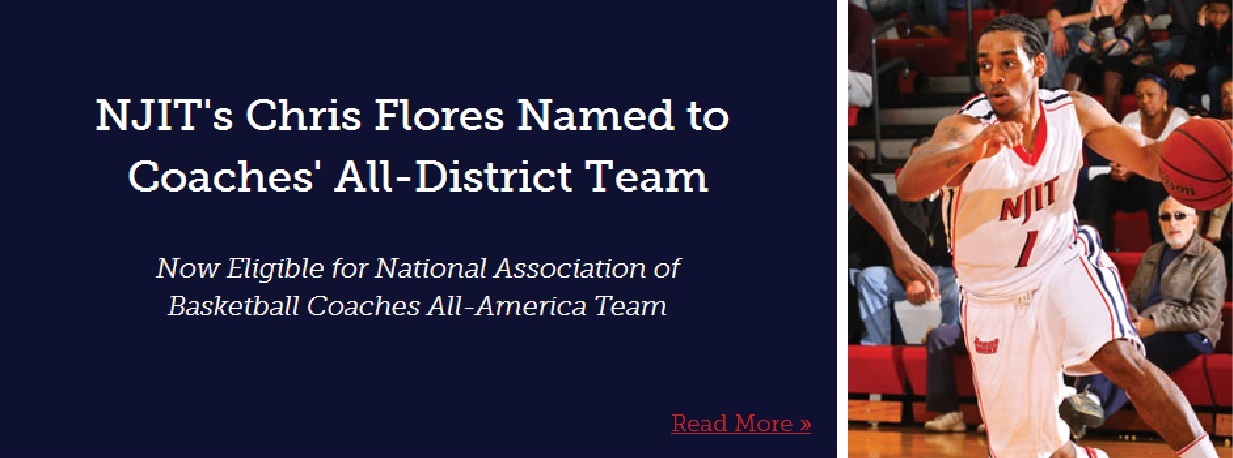 NJIT's Chris Flores Named to
Coaches' All-District Team
Now Eligible for National Association of
Basketball Coaches All-America Team
Read More »
NJIT
1